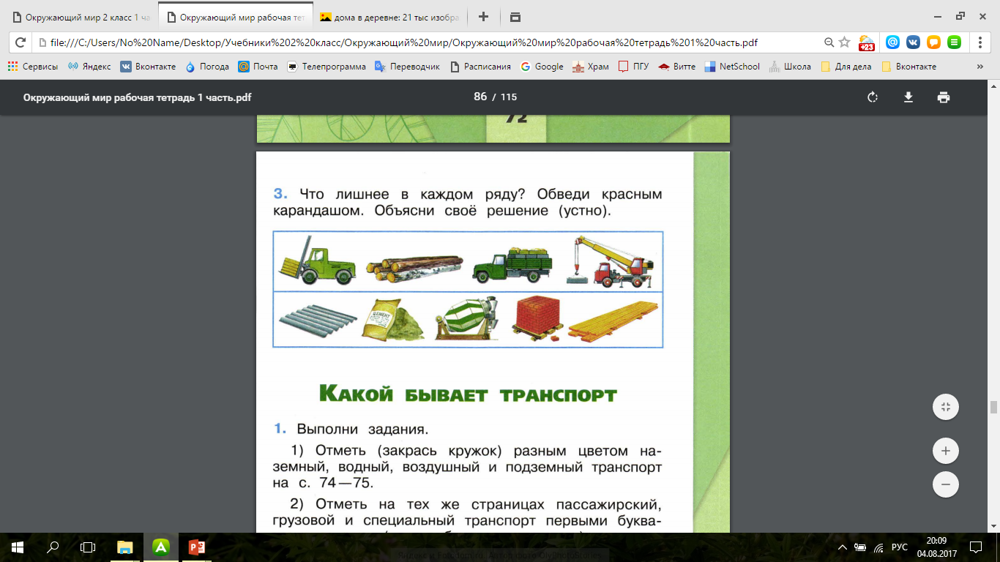 Окружающий мир 2 класс 1 ча
Окружающий мир рабочая тет
дома в деревне: 21 тыс изобра
file:///C:/Users/No%20Name/Desktop/Учебники%202%20класс/Окружающий%20мир/Окружающий%20мир%20рабочая%20тетрадь%201%20часть.pdf
+23
Сервисы Яндекс Вконтакте Погода Почта Телепрограмма Переводчик Расписания Google Храм ПГУ Витте NetSchool Школа Для дела Вконтакте »
Окружающий мир рабочая тетрадь 1 часть.pdf 86 / 115
72
3. Что лишнее в каждом ряду? Обведи красным
карандашом. Объясни своё решение (устно).
ЦЕМЕНТ
Какой бывает транспорт
1. Выполни задания.
1) Отметь (закрась кружок) разным цветом на-
земный, водный, воздушный и подземный транспорт
на с. 74—75.
2) Отметь на тех же страницах пассажирский,
грузовой и специальный транспорт первыми буква-
РУС
20:09
04.08.2017